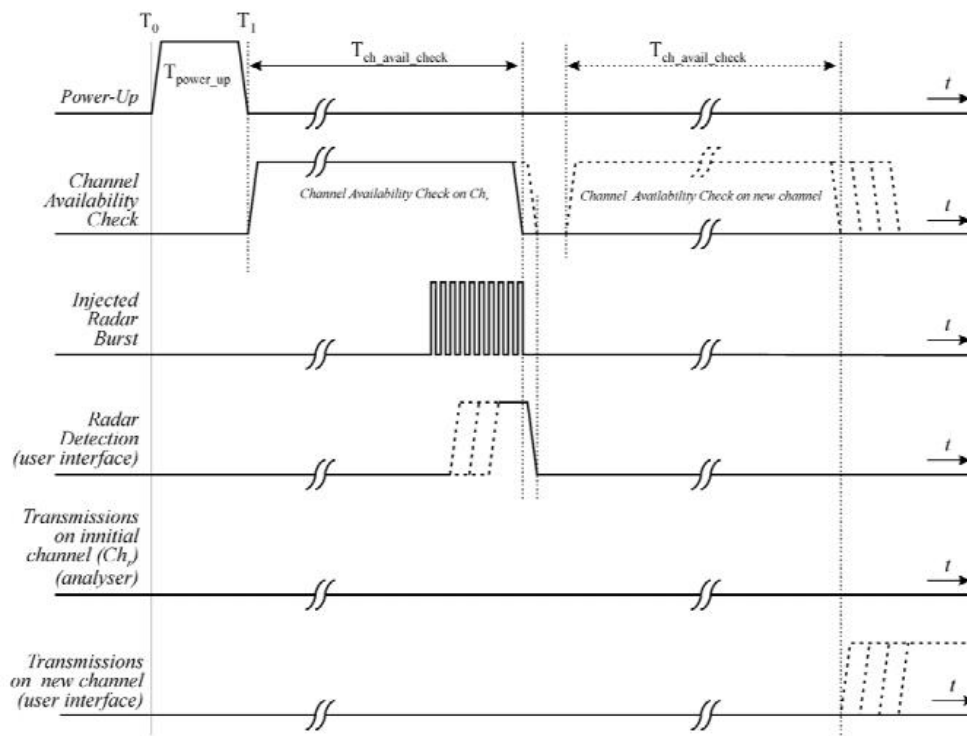 T0 T1
Tch_avail_check Tch_avail_check
Tpower_up
Power-Up t
Channel
Availability
Check
Channel Availability Check on Chr
Channel Availability Check on new channel
t
Injected
Radar
Burst
t
Radar
Detection
(user interface)
t
Transmissions
on innitial
channel (Chr)
(analyser)
t
Transmissions
on new channel
(user interface)
t